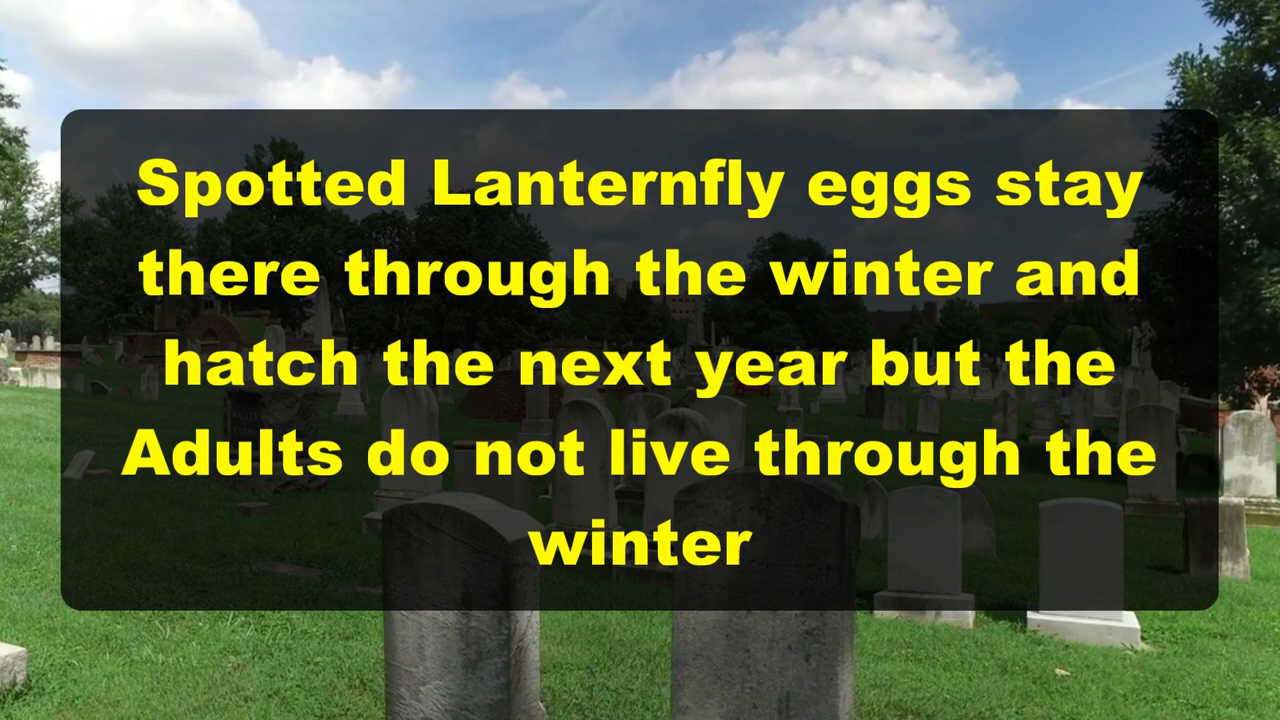 Spotted Lanternfly eggs stay
there through the winter and
hatch the next year but the
Adults do not live through the
winter